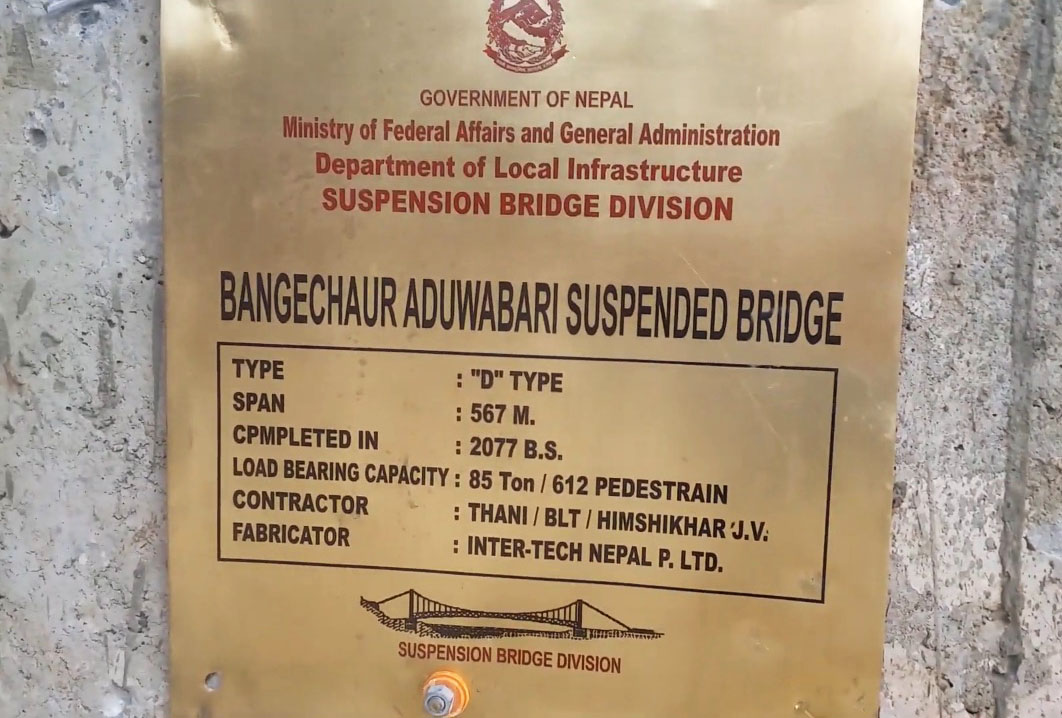 GOVERNMENT OF NEPAL
Ministry of Federal Affairs and General Administration
Department of Local Infrastructure
SUSPENSION BRIDGE DIVISION
BANGECHAUR ADUWABARI SUSPENDED BRIDGE
TYPE : "D" TYPE
SPAN : 567 M.
CPMPLETED IN : 2077 B.S.
LOAD BEARING CAPACITY : 85 Ton / 612 PEDESTRAIN
CONTRACTOR : THANI / BLT / HIMSHIKHAR J.V.
FABRICATOR : INTER-TECH NEPAL P. LTD.
SUSPENSION BRIDGE DIVISION